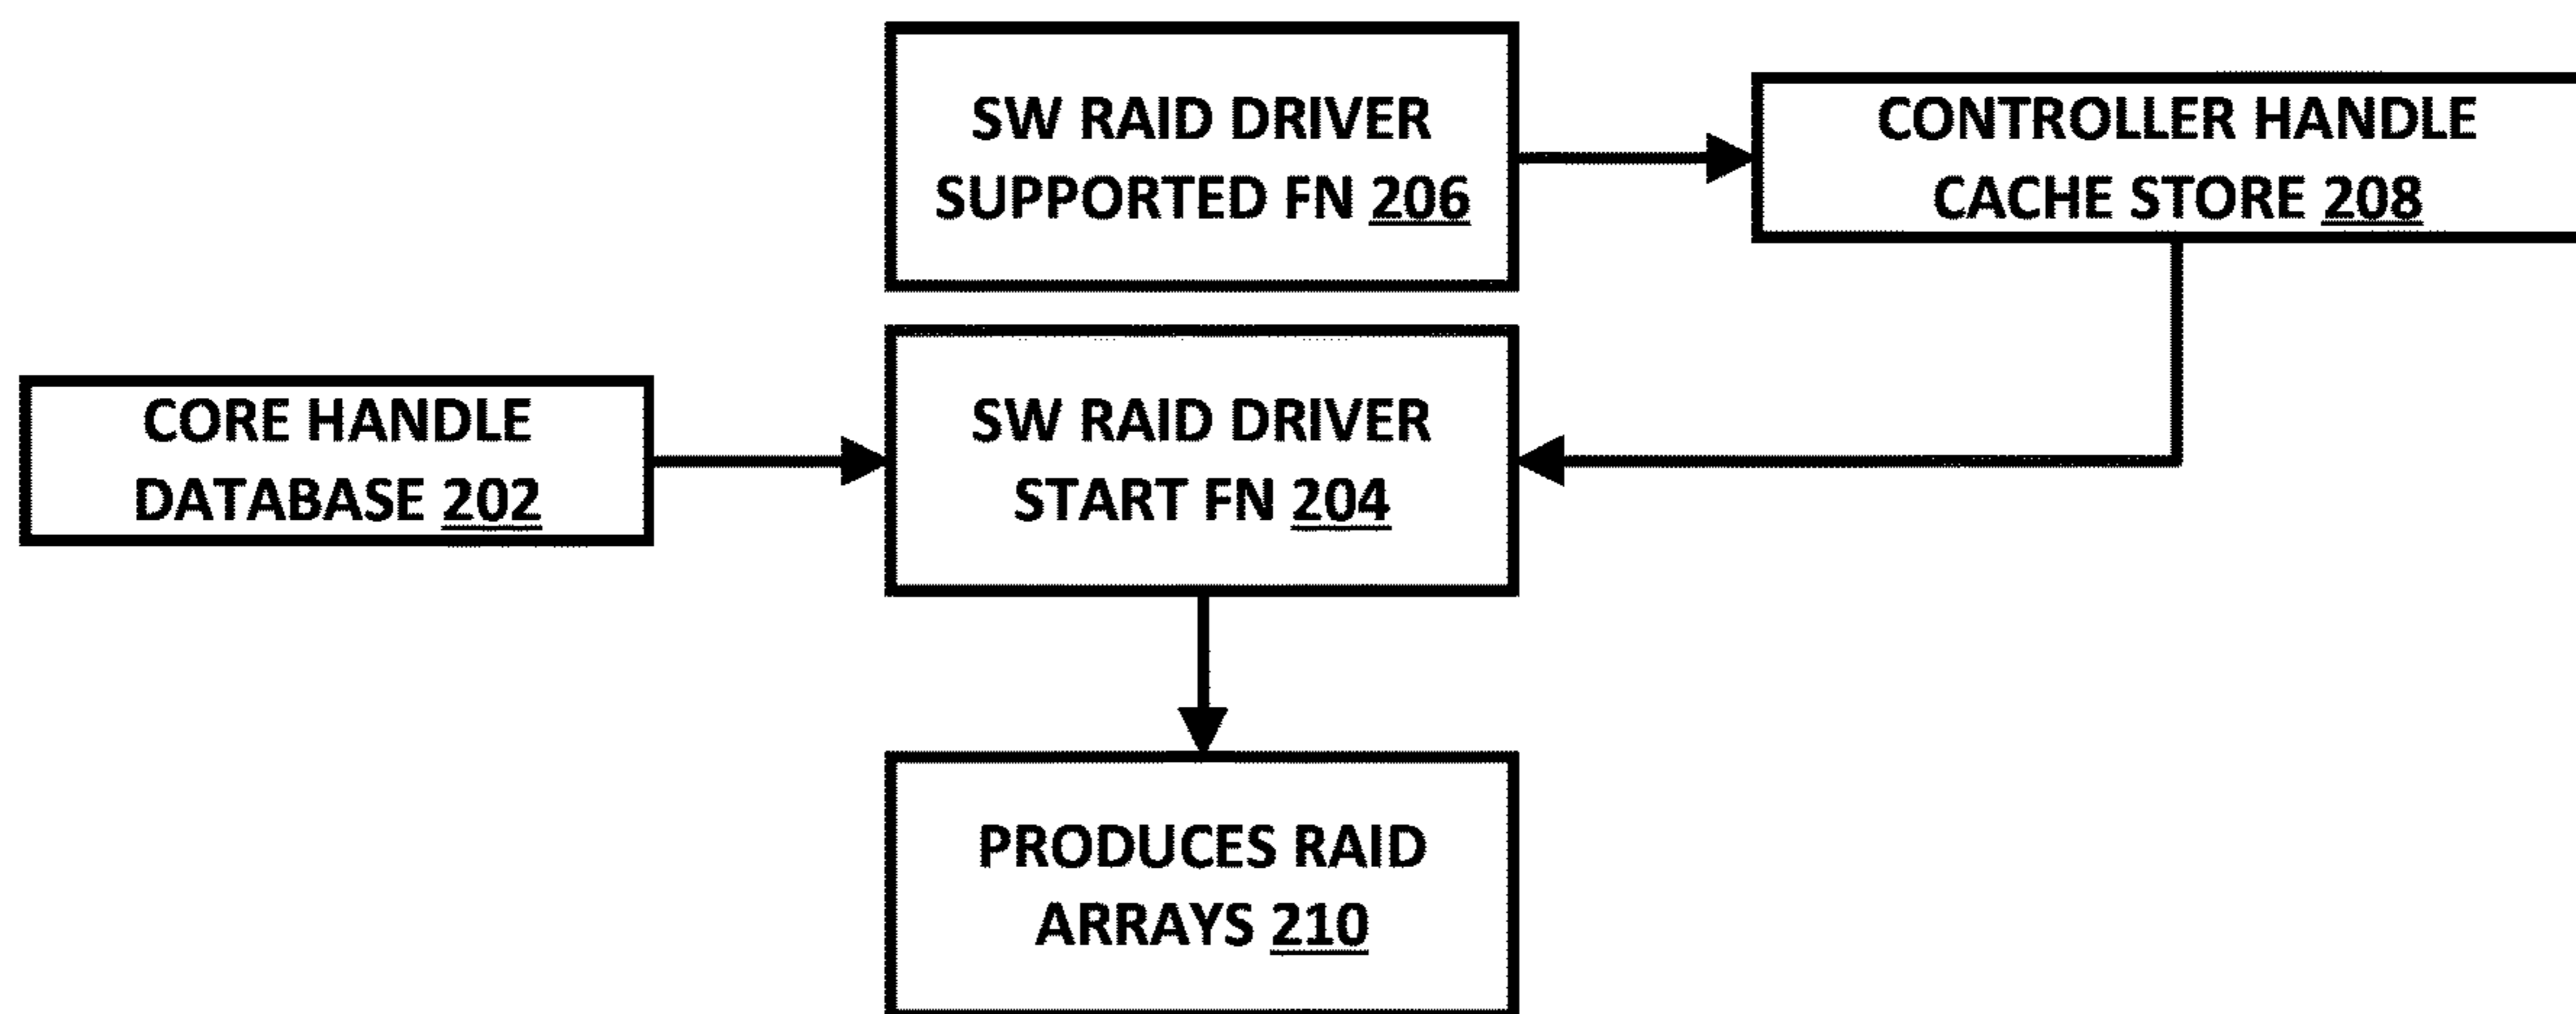 SW RAID DRIVER
SUPPORTED FN 206
CONTROLLER HANDLE
CACHE STORE 208
CORE HANDLE
DATABASE 202
SW RAID DRIVER
START FN 204
PRODUCES RAID
ARRAYS 210